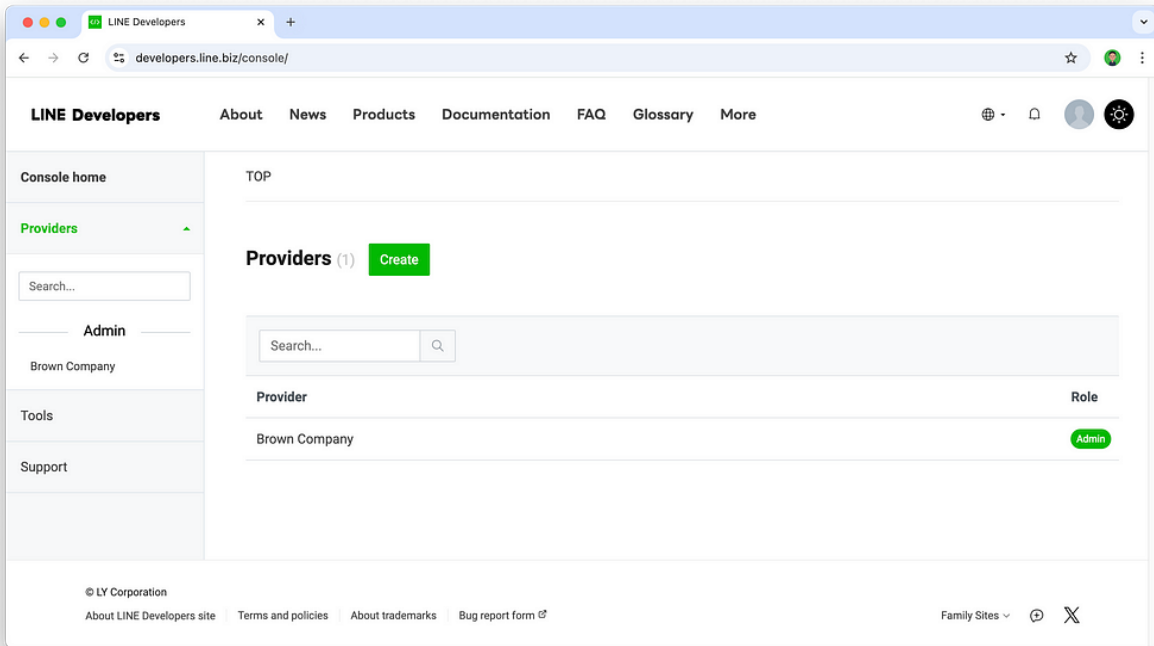 LINE Developers
developers.line.biz/console/
LINE Developers About News Products Documentation FAQ Glossary More
Console home
Providers
Search...
Admin
Brown Company
Tools
Support
TOP
Providers (1) Create
Search...
Provider Role
Brown Company Admin
© LY Corporation
About LINE Developers site Terms and policies About trademarks Bug report form Family Sites